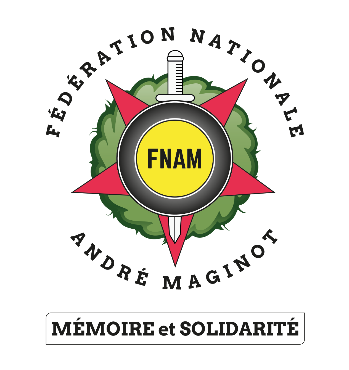 FÉDÉRATION NATIONALE
FNAM
ANDRÉ MAGINOT
MÉMOIRE et SOLIDARITÉ